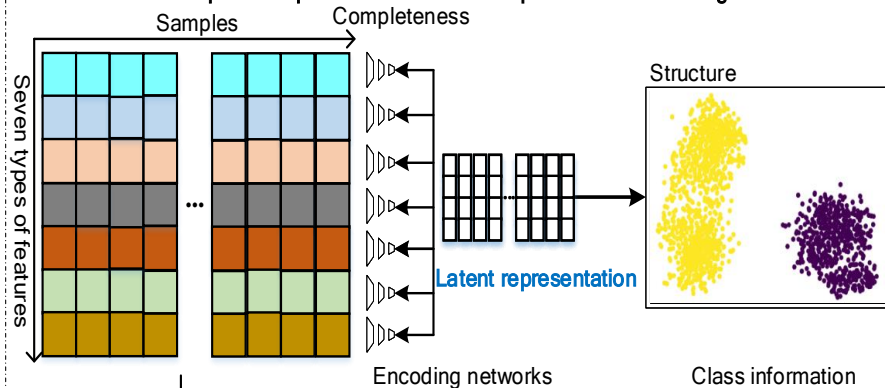 Samples
Completeness
Seven types of features
...
Structure
...
Latent representation
Encoding networks
Class information